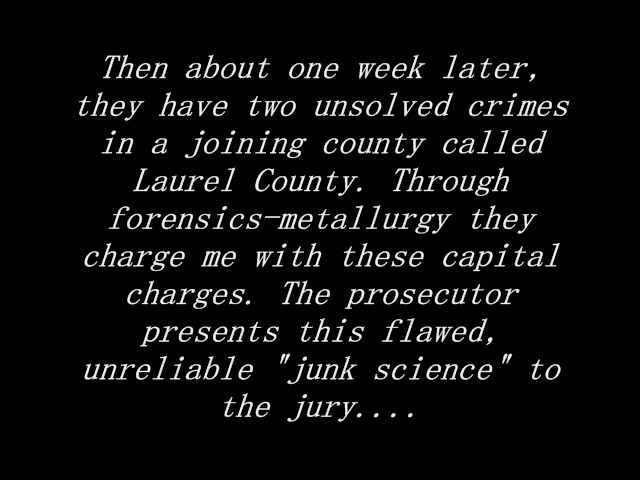 Then about one week later,
they have two unsolved crimes
in a joining county called
Laurel County. Through
forensics-metallurgy they
charge me with these capital
charges. The prosecutor
presents this flawed,
unreliable "junk science" to
the jury....